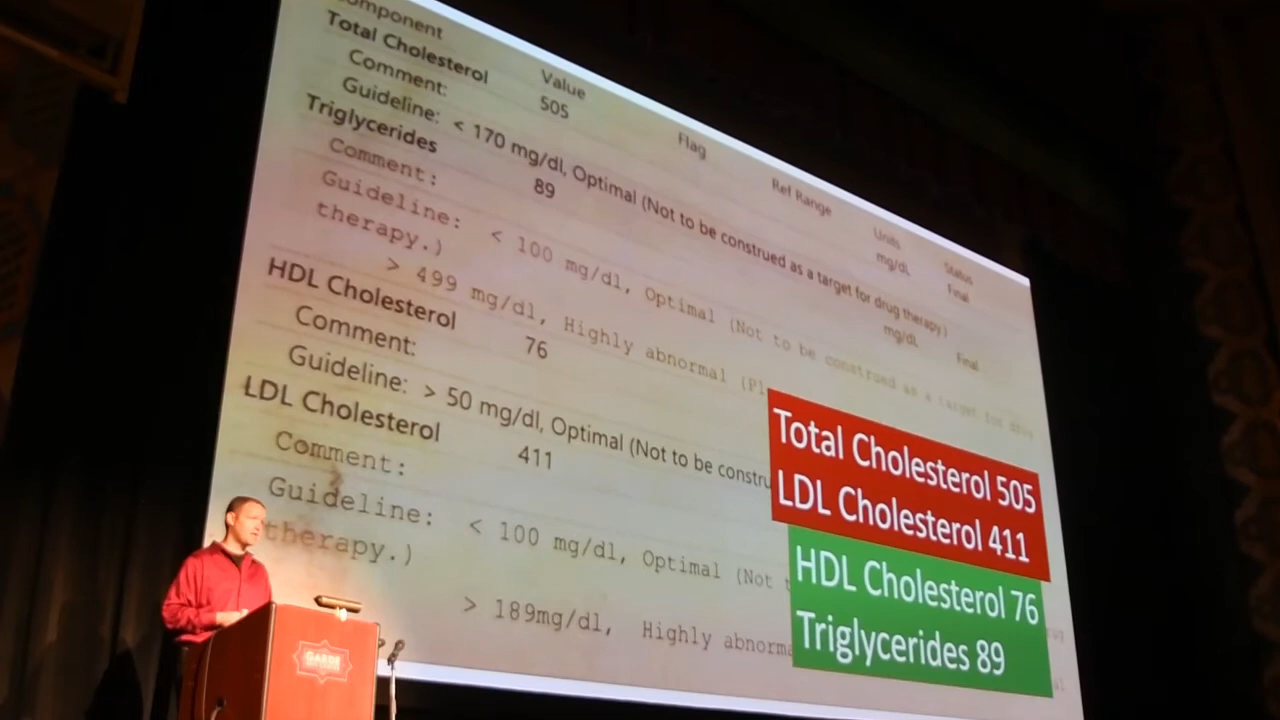 omponent Value Flag Ref Range Units Status
Total Cholesterol 505 mg/dL Final
Comment:
Guideline: < 170 mg/dl, Optimal (Not to be construed as a target for drug therapy)
Triglycerides 89 mg/dL Final
Comment:
Guideline: < 100 mg/dl, Optimal (Not to be construed as a target for drug
therapy.)
> 499 mg/dl, Highly abnormal (Pl
HDL Cholesterol 76
Comment:
Guideline: > 50 mg/dl, Optimal (Not to be constru
LDL Cholesterol 411
Comment:
Guideline: < 100 mg/dl, Optimal (Not t
therapy.)
> 189mg/dl, Highly abnorma
Total Cholesterol 505
LDL Cholesterol 411
HDL Cholesterol 76
Triglycerides 89
GARDE